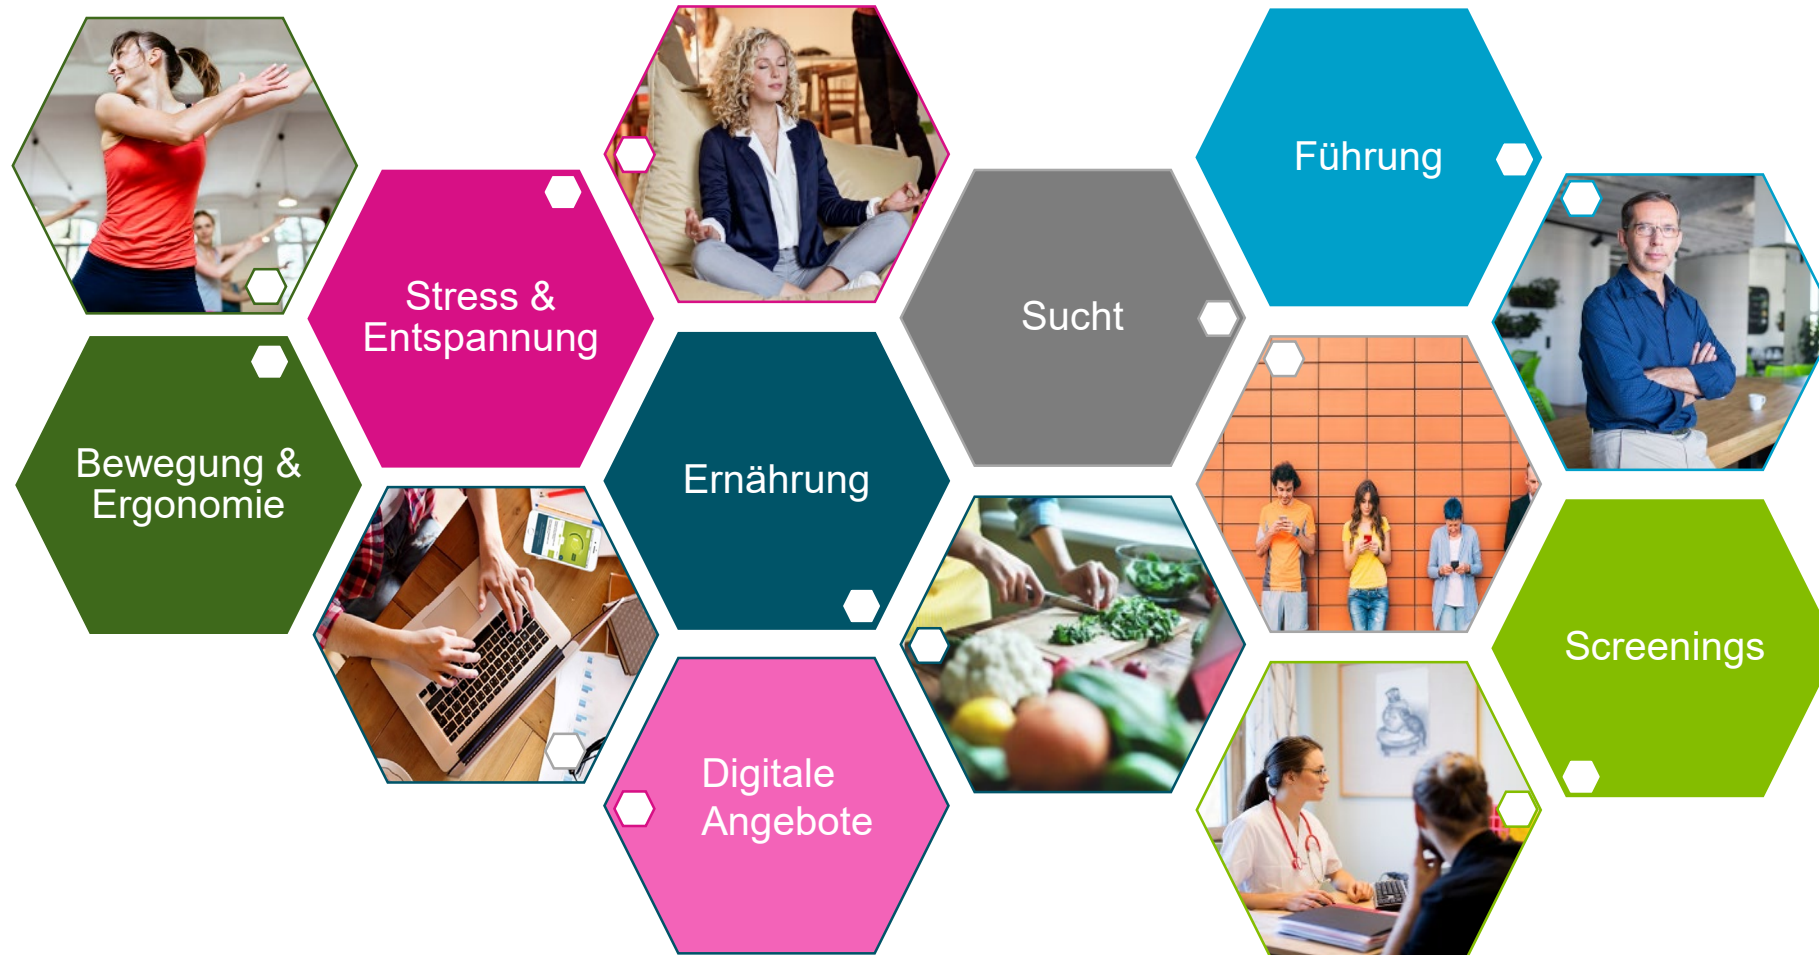 Führung
Stress &
Entspannung
Sucht
Bewegung &
Ergonomie
Ernährung
Screenings
Digitale
Angebote